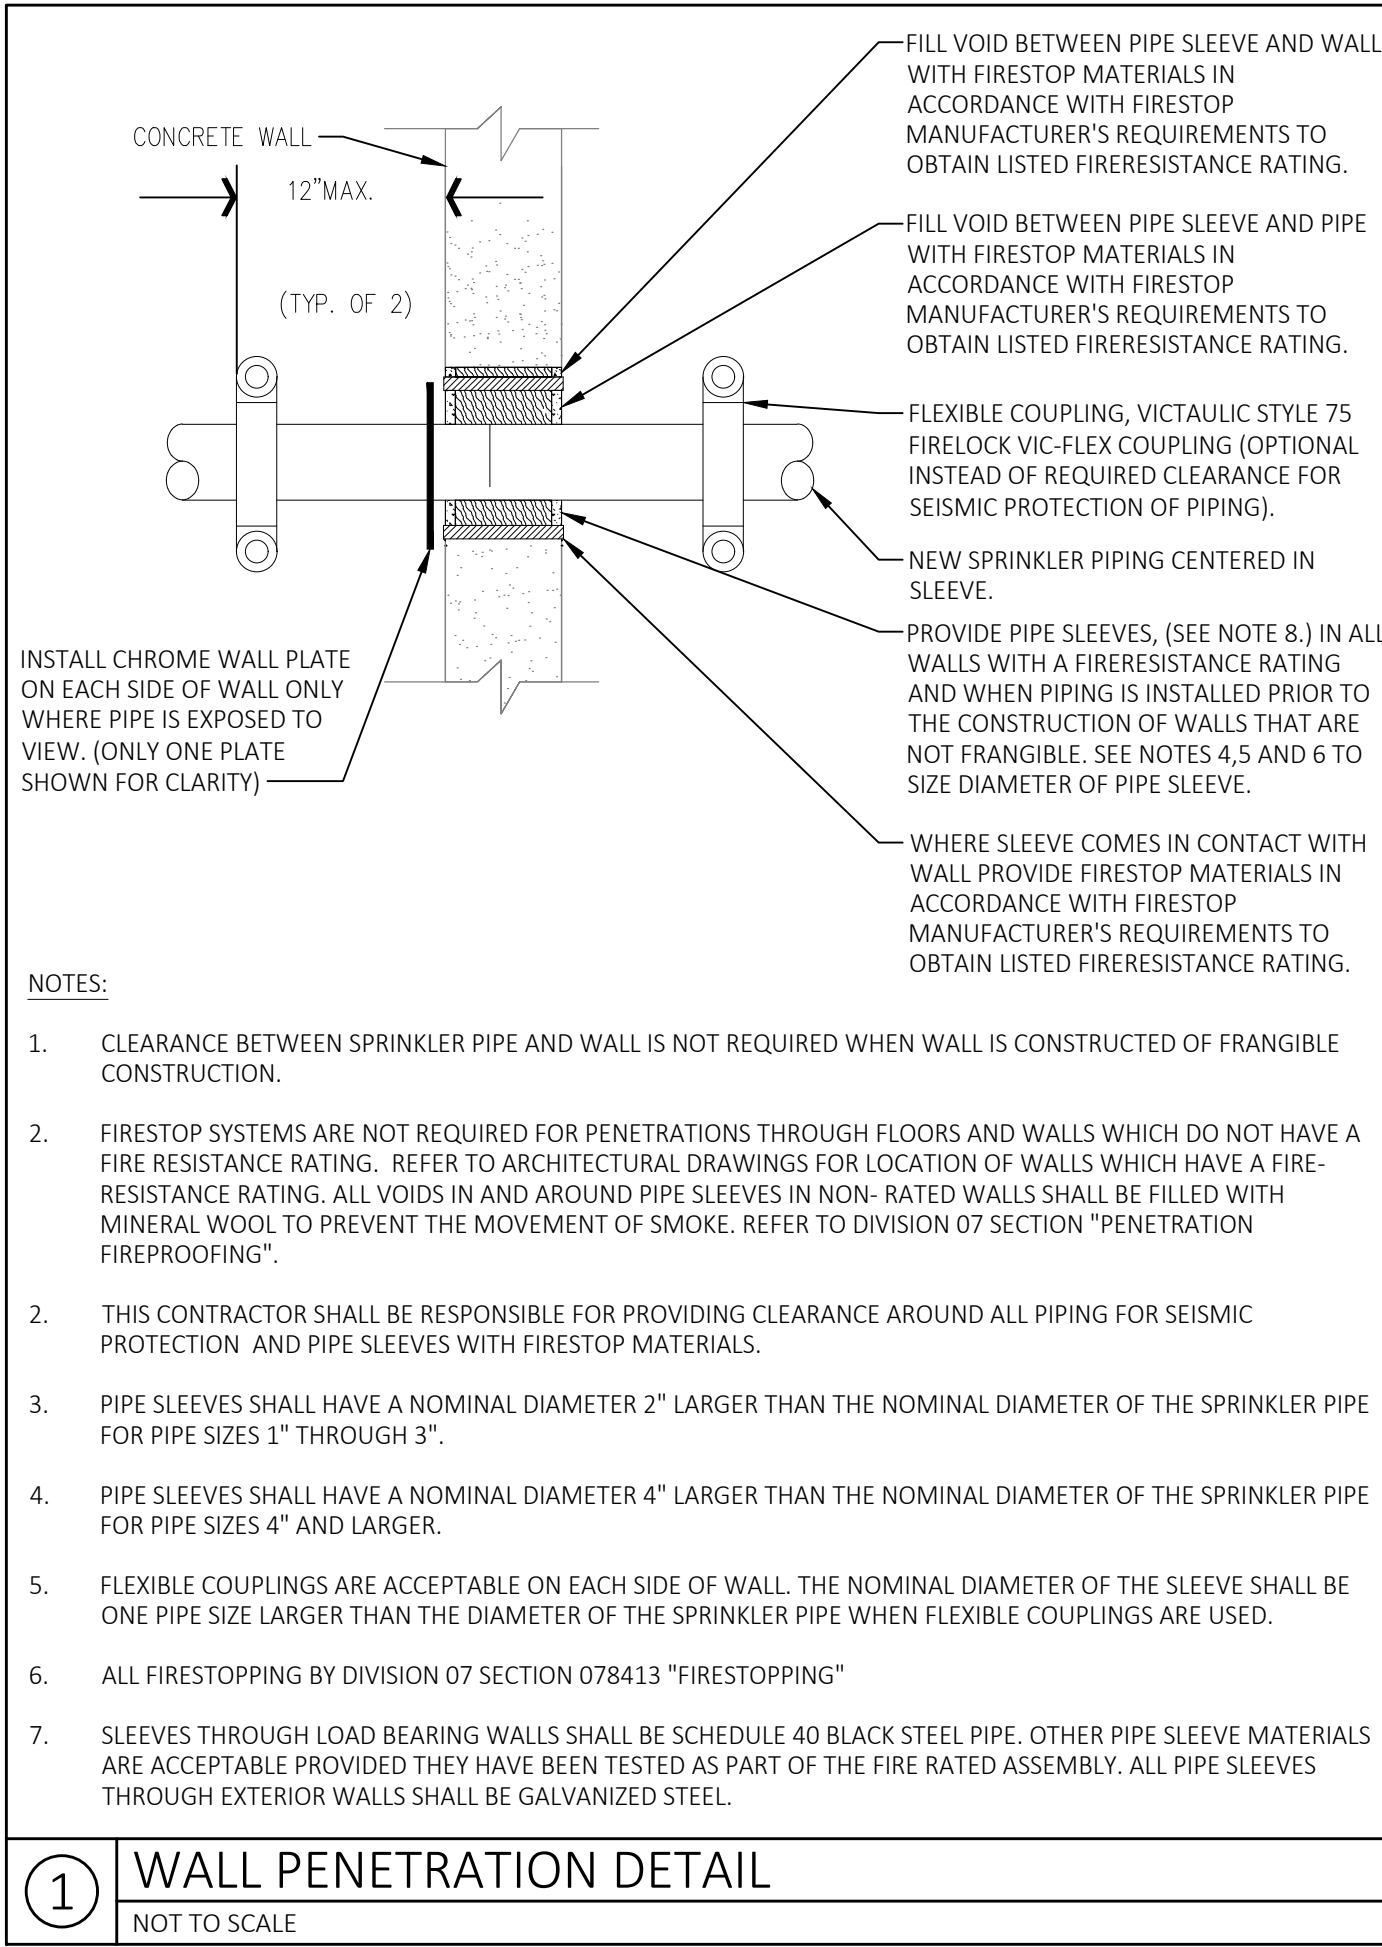 FILL VOID BETWEEN PIPE SLEEVE AND WALL
WITH FIRESTOP MATERIALS IN
ACCORDANCE WITH FIRESTOP
MANUFACTURER'S REQUIREMENTS TO
OBTAIN LISTED FIRERESISTANCE RATING.
CONCRETE WALL
12"MAX.
(TYP. OF 2)
FILL VOID BETWEEN PIPE SLEEVE AND PIPE
WITH FIRESTOP MATERIALS IN
ACCORDANCE WITH FIRESTOP
MANUFACTURER'S REQUIREMENTS TO
OBTAIN LISTED FIRERESISTANCE RATING.
FLEXIBLE COUPLING, VICTAULIC STYLE 75
FIRELOCK VIC-FLEX COUPLING (OPTIONAL
INSTEAD OF REQUIRED CLEARANCE FOR
SEISMIC PROTECTION OF PIPING).
NEW SPRINKLER PIPING CENTERED IN
SLEEVE.
PROVIDE PIPE SLEEVES, (SEE NOTE 8.) IN ALL
WALLS WITH A FIRERESISTANCE RATING
AND WHEN PIPING IS INSTALLED PRIOR TO
THE CONSTRUCTION OF WALLS THAT ARE
NOT FRANGIBLE. SEE NOTES 4,5 AND 6 TO
SIZE DIAMETER OF PIPE SLEEVE.
INSTALL CHROME WALL PLATE
ON EACH SIDE OF WALL ONLY
WHERE PIPE IS EXPOSED TO
VIEW. (ONLY ONE PLATE
SHOWN FOR CLARITY)
WHERE SLEEVE COMES IN CONTACT WITH
WALL PROVIDE FIRESTOP MATERIALS IN
ACCORDANCE WITH FIRESTOP
MANUFACTURER'S REQUIREMENTS TO
OBTAIN LISTED FIRERESISTANCE RATING.
NOTES:
1. CLEARANCE BETWEEN SPRINKLER PIPE AND WALL IS NOT REQUIRED WHEN WALL IS CONSTRUCTED OF FRANGIBLE
CONSTRUCTION.
2. FIRESTOP SYSTEMS ARE NOT REQUIRED FOR PENETRATIONS THROUGH FLOORS AND WALLS WHICH DO NOT HAVE A
FIRE RESISTANCE RATING. REFER TO ARCHITECTURAL DRAWINGS FOR LOCATION OF WALLS WHICH HAVE A FIRE-
RESISTANCE RATING. ALL VOIDS IN AND AROUND PIPE SLEEVES IN NON- RATED WALLS SHALL BE FILLED WITH
MINERAL WOOL TO PREVENT THE MOVEMENT OF SMOKE. REFER TO DIVISION 07 SECTION "PENETRATION
FIREPROOFING".
2. THIS CONTRACTOR SHALL BE RESPONSIBLE FOR PROVIDING CLEARANCE AROUND ALL PIPING FOR SEISMIC
PROTECTION AND PIPE SLEEVES WITH FIRESTOP MATERIALS.
3. PIPE SLEEVES SHALL HAVE A NOMINAL DIAMETER 2" LARGER THAN THE NOMINAL DIAMETER OF THE SPRINKLER PIPE
FOR PIPE SIZES 1" THROUGH 3".
4. PIPE SLEEVES SHALL HAVE A NOMINAL DIAMETER 4" LARGER THAN THE NOMINAL DIAMETER OF THE SPRINKLER PIPE
FOR PIPE SIZES 4" AND LARGER.
5. FLEXIBLE COUPLINGS ARE ACCEPTABLE ON EACH SIDE OF WALL. THE NOMINAL DIAMETER OF THE SLEEVE SHALL BE
ONE PIPE SIZE LARGER THAN THE DIAMETER OF THE SPRINKLER PIPE WHEN FLEXIBLE COUPLINGS ARE USED.
6. ALL FIRESTOPPING BY DIVISION 07 SECTION 078413 "FIRESTOPPING"
7. SLEEVES THROUGH LOAD BEARING WALLS SHALL BE SCHEDULE 40 BLACK STEEL PIPE. OTHER PIPE SLEEVE MATERIALS
ARE ACCEPTABLE PROVIDED THEY HAVE BEEN TESTED AS PART OF THE FIRE RATED ASSEMBLY. ALL PIPE SLEEVES
THROUGH EXTERIOR WALLS SHALL BE GALVANIZED STEEL.
1 WALL PENETRATION DETAIL
NOT TO SCALE